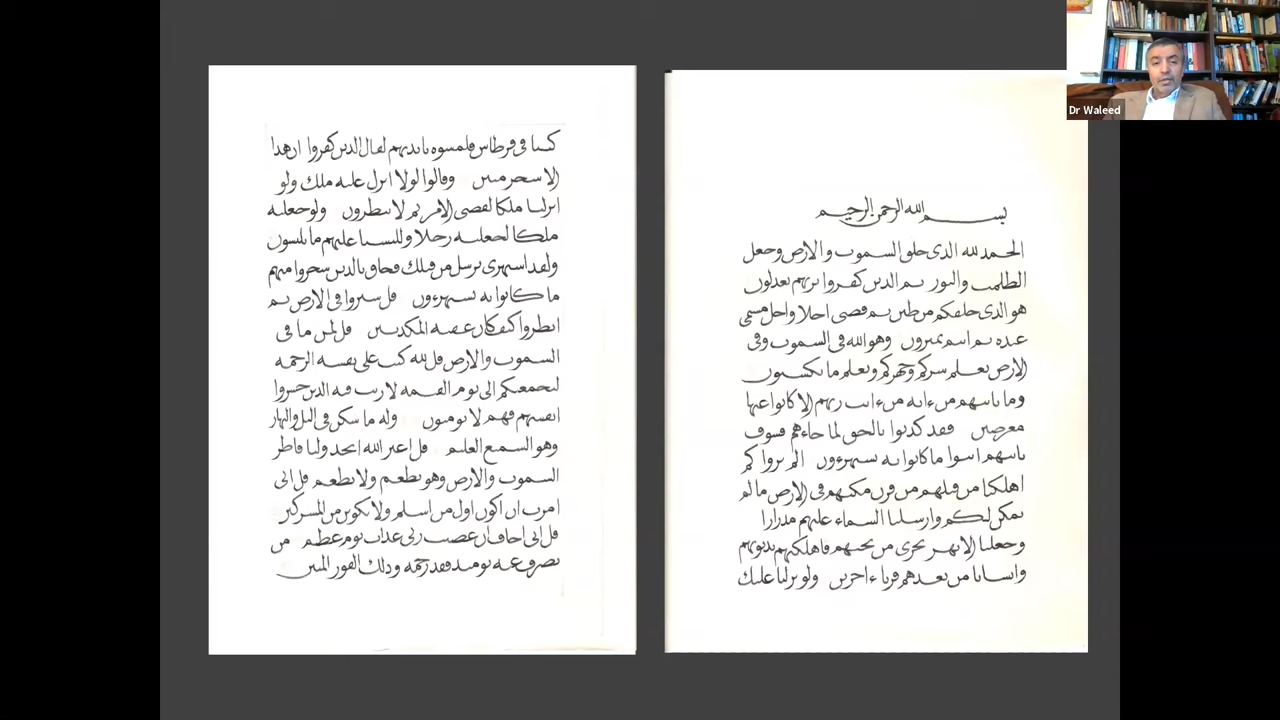 Dr Waleed
بسم الله الرحمن الرحيم
الحمد لله الذى خلق السموت والارض وجعل
الظلمت والنور ثم الذين كفروا بربهم يعدلون
هو الذى خلقكم من طين ثم قضى اجلا واجل مسمى
عنده ثم انتم تمترون وهو الله فى السموت وفى
الارض يعلم سركم وجهركم ويعلم ما تكسبون
وما تاتيهم من ءاية من ءايت ربهم الا كانوا عنها
معرضين فقد كذبوا بالحق لما جاءهم فسوف
ياتيهم انبوا ما كانوا به يستهزءون الم يروا كم
اهلكنا من قبلهم من قرن مكنهم فى الارض ما لم
نمكن لكم وارسلنا السماء عليهم مدرارا
وجعلنا الانهر تجرى من تحتهم فاهلكنهم بذنوبهم
وانشانا من بعدهم قرنا ءاخرين ولو نزلنا عليك
كتبا فى قرطاس فلمسوه بايديهم لقال الذين كفروا ان هذا
الا سحر مبين وقالوا لولا انزل عليه ملك ولو
انزلنا ملكا لقضى الامر ثم لا ينظرون ولو جعلنه
ملكا لجعلنه رجلا وللبسنا عليهم ما يلبسون
ولقد استهزى برسل من قبلك فحاق بالذين سخروا منهم
ما كانوا به يستهزءون قل سيروا فى الارض ثم
انظروا كيف كان عقبة المكذبين قل لمن ما فى
السموت والارض قل لله كتب على نفسه الرحمة
ليجمعنكم الى يوم القيمة لا ريب فيه الذين خسروا
انفسهم فهم لا يومنون وله ما سكن فى اليل والنهار
وهو السميع العليم قل اغير الله اتخذ وليا فاطر
السموت والارض وهو يطعم ولا يطعم قل انى
امرت ان اكون اول من اسلم ولا تكونن من المشركين
قل انى اخاف ان عصيت ربى عذاب يوم عظيم من
يصرف عنه يومئذ فقد رحمه وذلك الفوز المبين